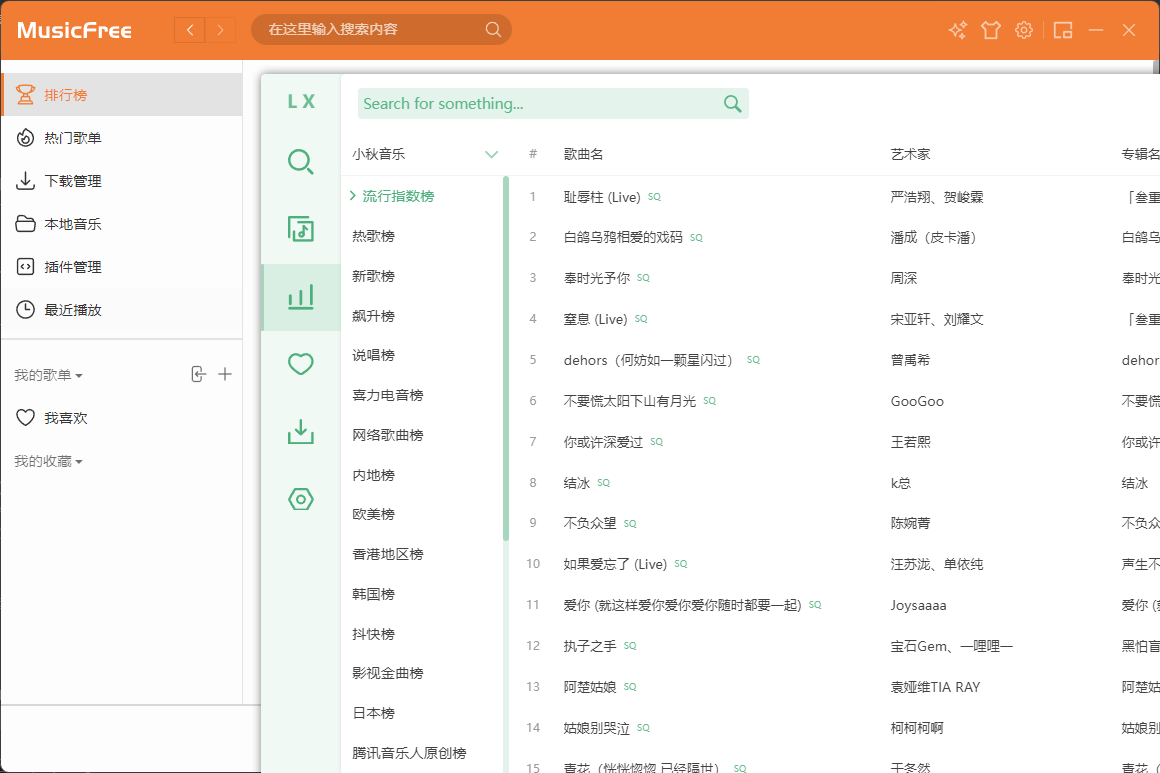 MusicFree
在这里输入搜索内容
排行榜
热门歌单
下载管理
本地音乐
插件管理
最近播放
我的歌单
我喜欢
我的收藏
L X
Search for something...
小秋音乐
流行指数榜
热歌榜
新歌榜
飙升榜
说唱榜
喜力电音榜
网络歌曲榜
内地榜
欧美榜
香港地区榜
韩国榜
抖快榜
影视金曲榜
日本榜
腾讯音乐人原创榜
# 歌曲名 艺术家 专辑名
1 耻辱柱 (Live) SQ 严浩翔、贺峻霖 「叁重
2 白鸽乌鸦相爱的戏码 SQ 潘成（皮卡潘） 白鸽乌
3 奉时光予你 SQ 周深 奉时光
4 窒息 (Live) SQ 宋亚轩、刘耀文 「叁重
5 dehors（何妨如一颗星闪过） SQ 曾禹希 dehor
6 不要慌太阳下山有月光 SQ GooGoo 不要慌
7 你或许深爱过 SQ 王若熙 你或许
8 结冰 SQ k总 结冰
9 不负众望 SQ 陈婉菁 不负众
10 如果爱忘了 (Live) SQ 汪苏泷、单依纯 声生不
11 爱你 (就这样爱你爱你爱你随时都要一起) SQ Joysaaaa 爱你 (
12 执子之手 SQ 宝石Gem、一哩哩一 黑怕盲
13 阿楚姑娘 SQ 袁娅维TIA RAY 阿楚姑
14 姑娘别哭泣 SQ 柯柯柯啊 姑娘别
15 青花（恍恍惚惚 已经隔世） SQ 于冬然 青花（